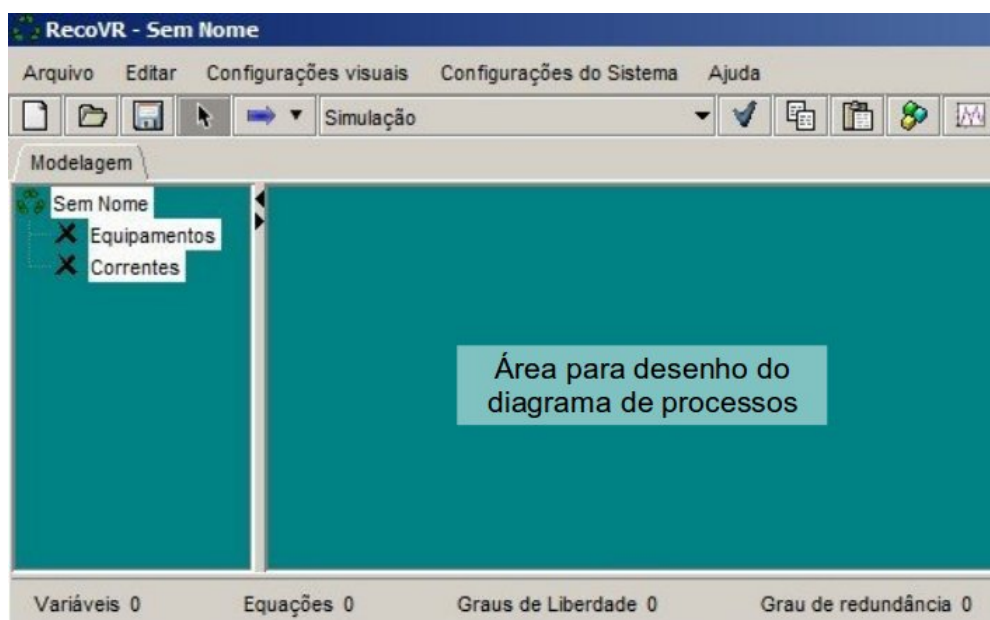 RecoVR - Sem Nome
Arquivo Editar Configurações visuais Configurações do Sistema Ajuda
Simulação
Modelagem
Sem Nome
Equipamentos
Correntes
Área para desenho do
diagrama de processos
Variáveis 0 Equações 0 Graus de Liberdade 0 Grau de redundância 0